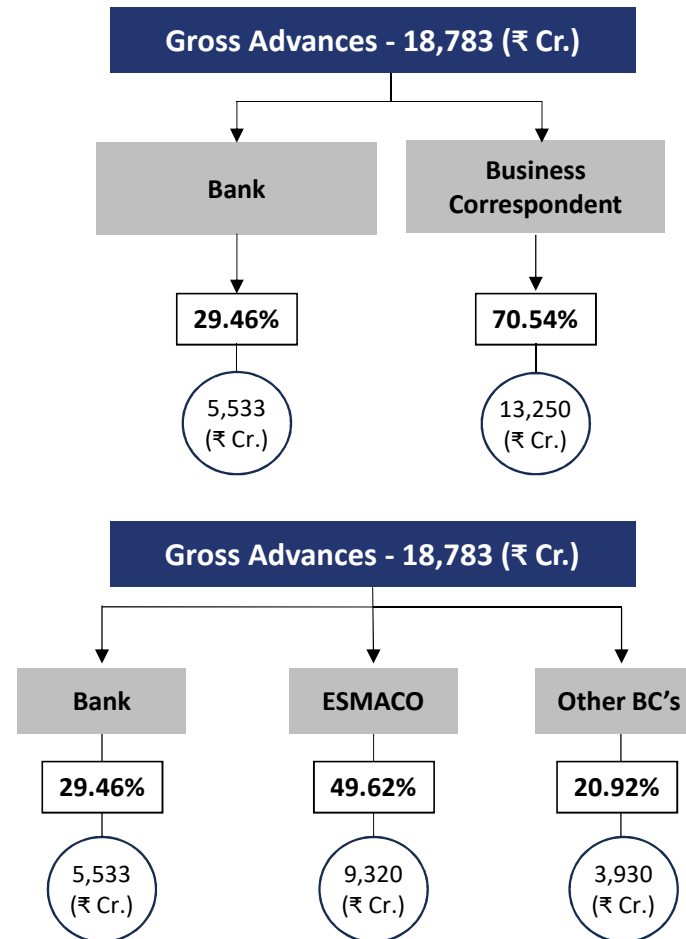 Gross Advances - 18,783 (₹ Cr.)
Bank
Business
Correspondent
29.46%
70.54%
5,533
(₹ Cr.)
13,250
(₹ Cr.)
Gross Advances - 18,783 (₹ Cr.)
Bank
ESMACO
Other BC's
29.46%
49.62%
20.92%
5,533
(₹ Cr.)
9,320
(₹ Cr.)
3,930
(₹ Cr.)